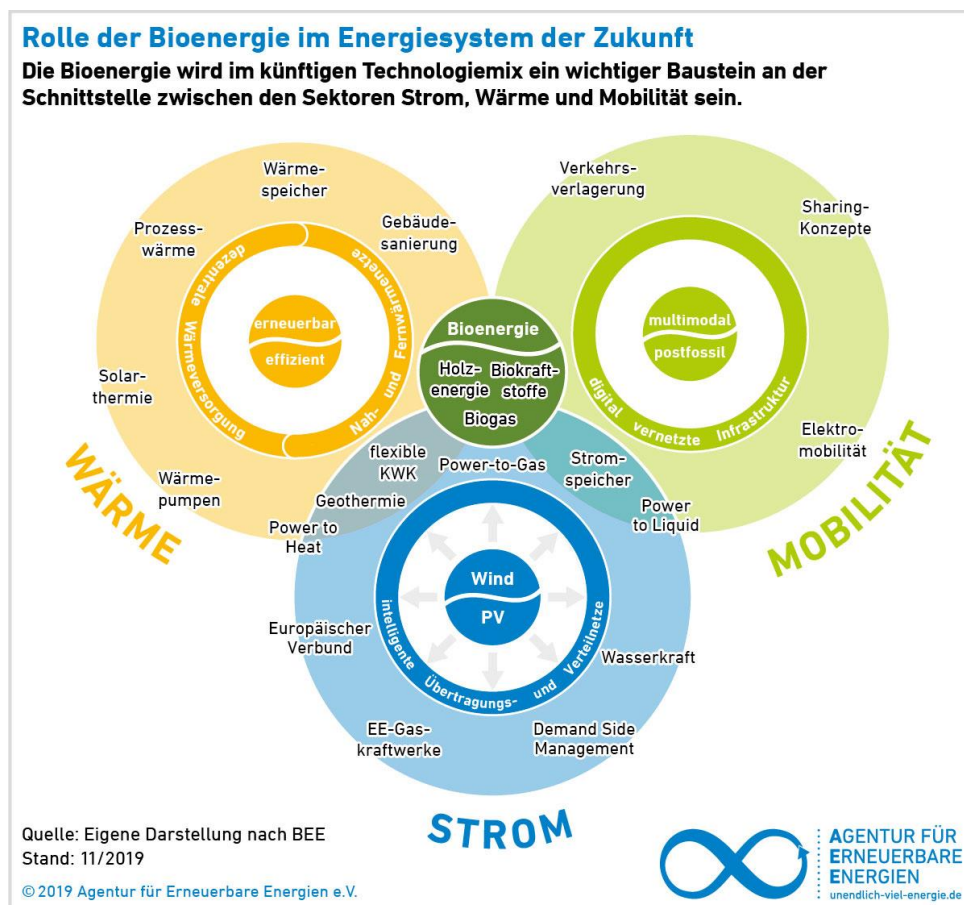 Rolle der Bioenergie im Energiesystem der Zukunft
Die Bioenergie wird im künftigen Technologiemix ein wichtiger Baustein an der
Schnittstelle zwischen den Sektoren Strom, Wärme und Mobilität sein.
Wärme-
speicher
Prozess-
wärme
Gebäude-
sanierung
dezentrale Wärmeversorgung
Nah- und Fernwärmenetze
erneuerbar
effizient
Solar-
thermie
Wärme-
pumpen
WÄRME
Verkehrs-
verlagerung
Sharing-
Konzepte
multimodal
postfossil
digital vernetzte Infrastruktur
Elektro-
mobilität
MOBILITÄT
Bioenergie
Holz-
energie
Biokraft-
stoffe
Biogas
flexible
KWK
Power-to-Gas
Strom-
speicher
Geothermie
Power to
Heat
Power
to Liquid
Wind
PV
intelligente Übertragungs- und Verteilnetze
Europäischer
Verbund
Wasserkraft
EE-Gas-
kraftwerke
Demand Side
Management
STROM
Quelle: Eigene Darstellung nach BEE
Stand: 11/2019
© 2019 Agentur für Erneuerbare Energien e.V.
AGENTUR FÜR
ERNEUERBARE
ENERGIEN
unendlich-viel-energie.de